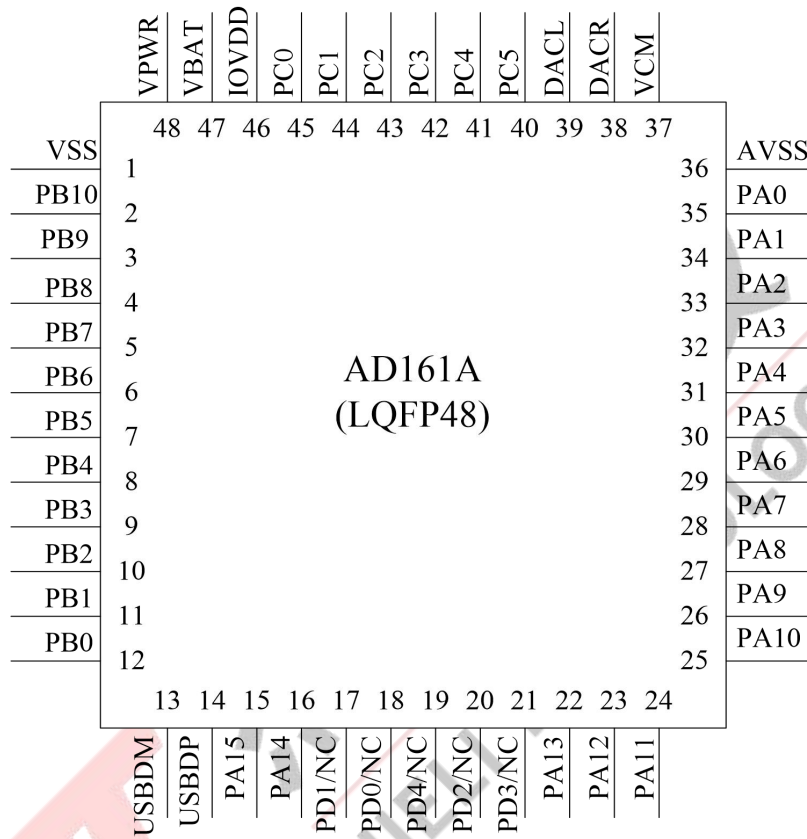 VPWR VBAT IOVDD PC0 PC1 PC2 PC3 PC4 PC5 DACL DACR VCM
48 47 46 45 44 43 42 41 40 39 38 37
VSS 1 36 AVSS
PB10 2 35 PA0
PB9 3 34 PA1
PB8 4 33 PA2
PB7 5 32 PA3
AD161A
PB6 6 31 PA4
(LQFP48)
PB5 7 30 PA5
PB4 8 29 PA6
PB3 9 28 PA7
PB2 10 27 PA8
PB1 11 26 PA9
PB0 12 25 PA10
13 14 15 16 17 18 19 20 21 22 23 24
USBDM USBDP PA15 PA14 PD1/NC PD0/NC PD4/NC PD2/NC PD3/NC PA13 PA12 PA11